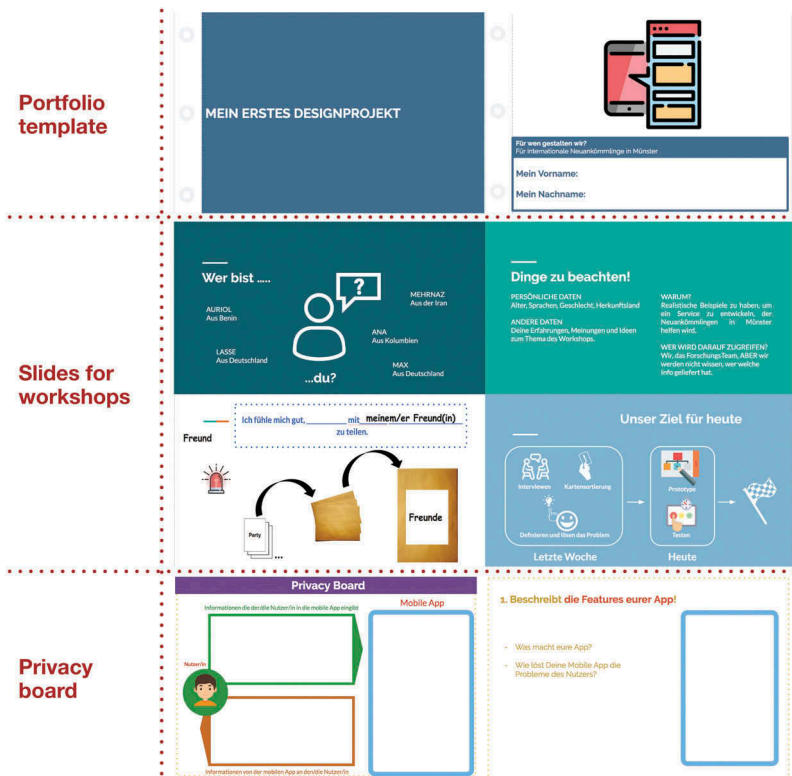 Portfolio
template
MEIN ERSTES DESIGNPROJEKT
Für wen gestalten wir?
Für internationale Neuankömmlinge in Münster
Mein Vorname:
Mein Nachname:
Slides for
workshops
Wer bist .....
?
AURIOL
Aus Benin
LASSE
Aus Deutschland
MEHRNAZ
Aus der Iran
ANA
Aus Kolumbien
MAX
Aus Deutschland
...du?
Dinge zu beachten!
PERSÖNLICHE DATEN
Alter, Sprachen, Geschlecht, Herkunftsland
ANDERE DATEN
Deine Erfahrungen, Meinungen und Ideen
zum Thema des Workshops.
WARUM?
Realistische Beispiele zu haben, um
ein Service zu entwickeln, der
Neuankömmlingen in Münster
helfen wird.
WER WIRD DARAUF ZUGREIFEN?
Wir, das ForschungsTeam, ABER wir
werden nicht wissen, wer welche
Info geliefert hat.
Ich fühle mich gut, ________ mit meinem/er Freund(in)
zu teilen.
Freund
Party
...
Freunde
Unser Ziel für heute
Interviewen
Kartensortierung
Definieren und lösen das Problem
Letzte Woche
Prototype
Testen
Heute
Privacy
board
Privacy Board
Informationen die der/die Nutzer/in in die mobile App eingibt
Mobile App
Nutzer/in
Informationen von der mobilen App an den/die Nutzer/in
1. Beschreibt die Features eurer App!
- Was macht eure App?
- Wie löst Deine Mobile App die
Probleme des Nutzers?